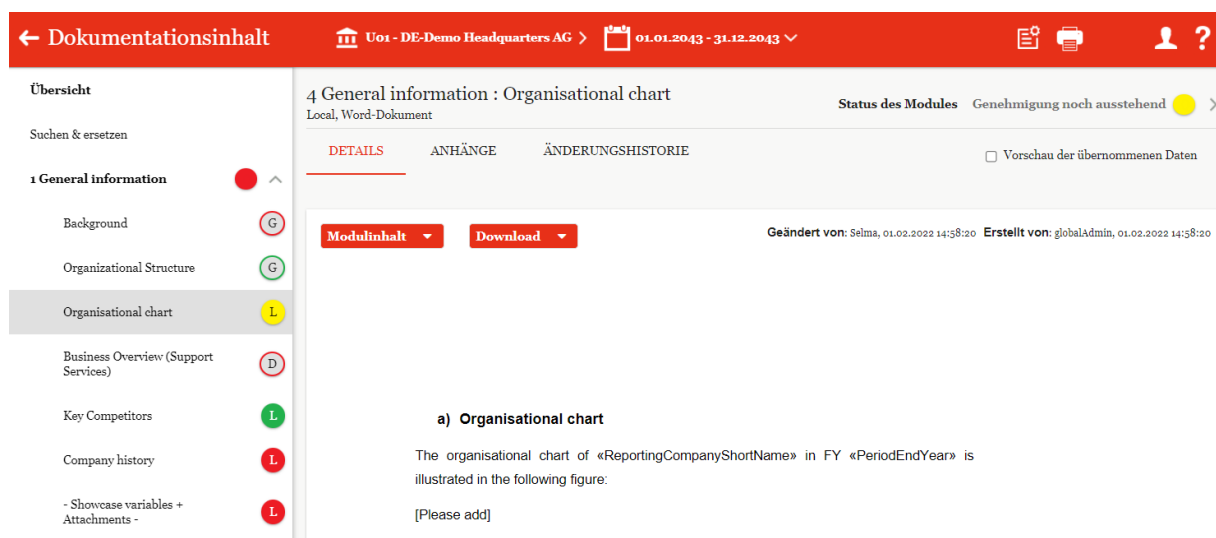 ← Dokumentationsinhalt
U01 - DE-Demo Headquarters AG >
01.01.2043 - 31.12.2043
?
Übersicht
Suchen & ersetzen
1 General information
Background G
Organizational Structure G
Organisational chart L
Business Overview (Support
Services) D
Key Competitors L
Company history L
- Showcase variables +
Attachments - L
4 General information : Organisational chart
Local, Word-Dokument
Status des Modules Genehmigung noch ausstehend
DETAILS ANHÄNGE ÄNDERUNGSHISTORIE
Vorschau der übernommenen Daten
Modulinhalt Download
Geändert von: Selma, 01.02.2022 14:58:20 Erstellt von: globalAdmin, 01.02.2022 14:58:20
a) Organisational chart
The organisational chart of «ReportingCompanyShortName» in FY «PeriodEndYear» is
illustrated in the following figure:
[Please add]